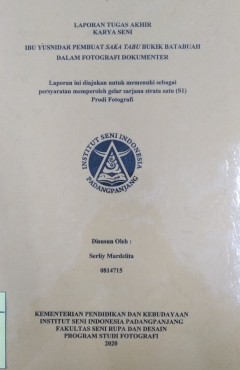 LAPORAN TUGAS AKHIR
KARYA SENI
IBU YUSNIDAR PEMBUAT SAKA TABU BUKIK BATABUAH
DALAM FOTOGRAFI DOKUMENTER
Laporan ini diajukan untuk memenuhi sebagai
persyaratan memperoleh gelar sarjana strata satu (S1)
Prodi Fotografi
INSTITUT SENI INDONESIA
PADANGPANJANG
Disusun Oleh :
Serliy Mardelita
0814715
KEMENTERIAN PENDIDIKAN DAN KEBUDAYAAN
INSTITUT SENI INDONESIA PADANGPANJANG
FAKULTAS SENI RUPA DAN DESAIN
PROGRAM STUDI FOTOGRAFI
2020